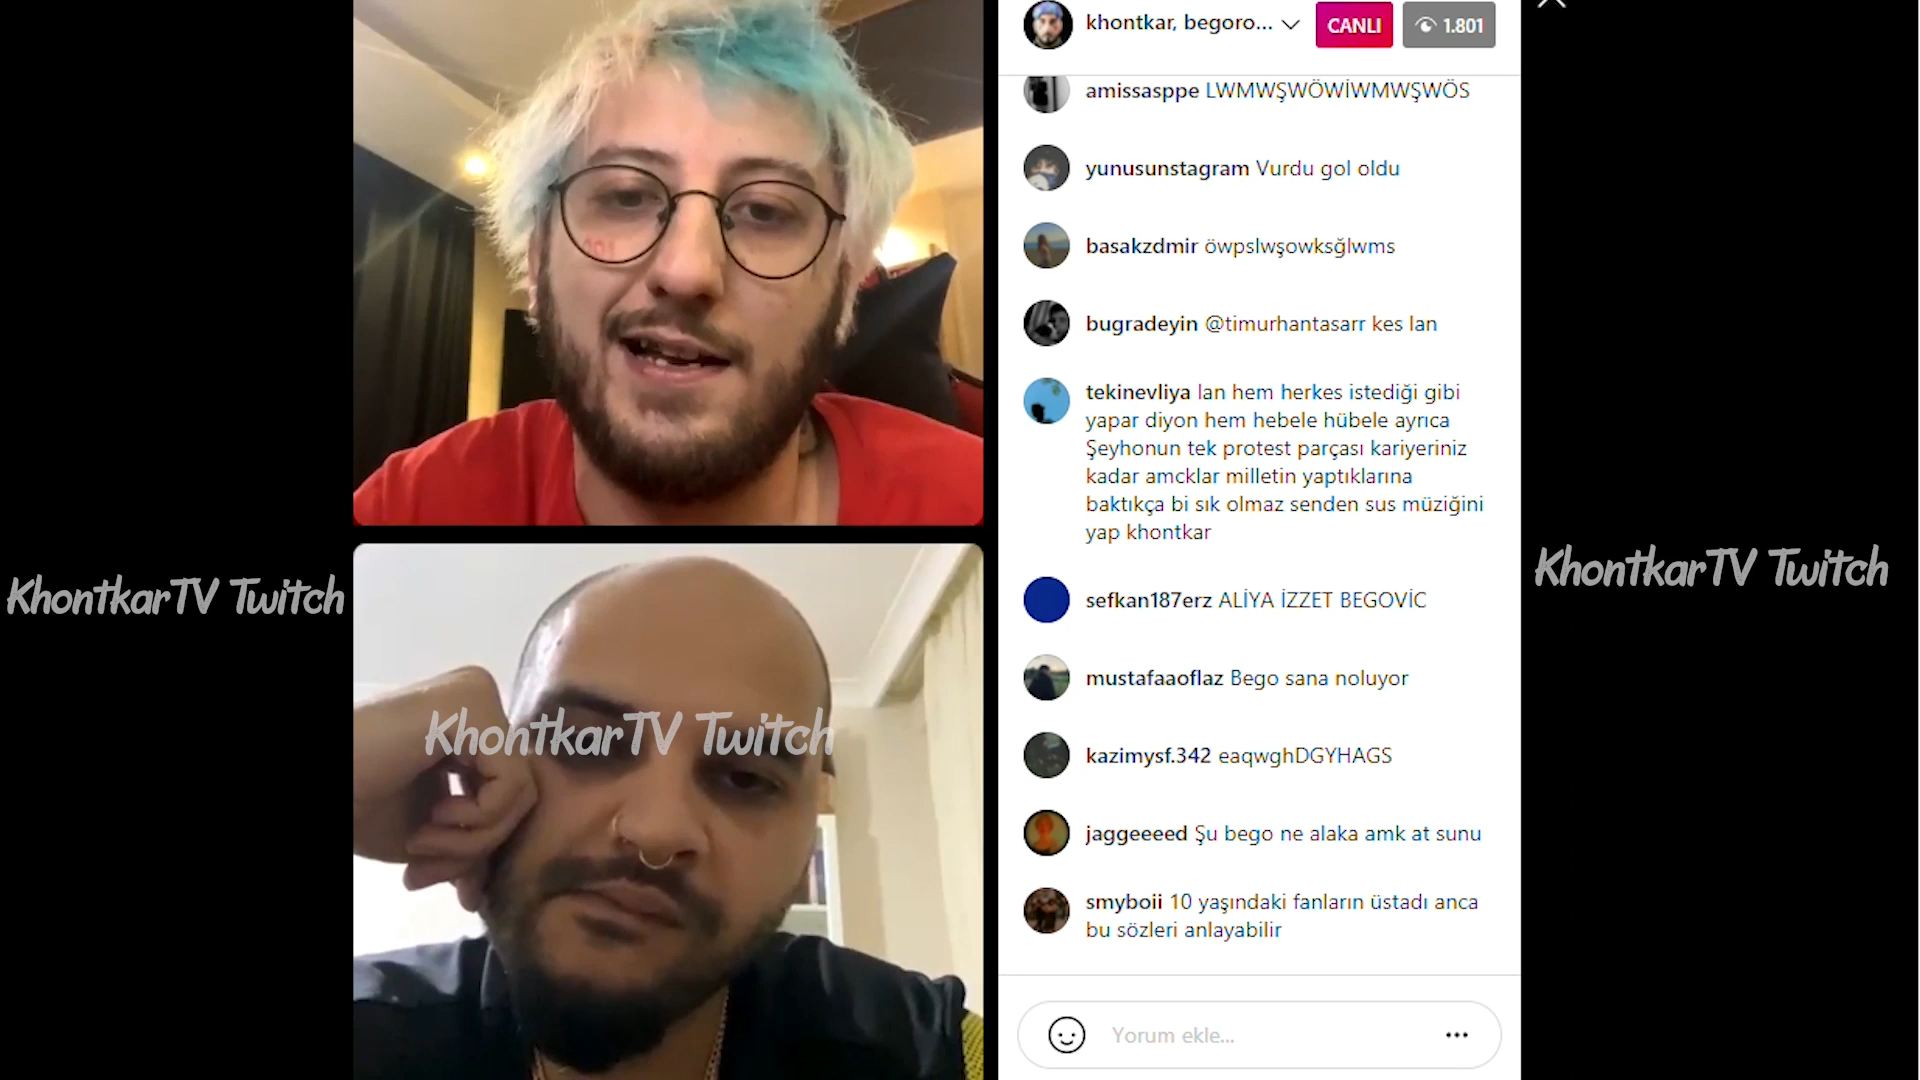 khontkar, begoro...
CANLI
1.801
amissasppe LWMWŞWÖWİWMWŞWÖS
yunusunstagram Vurdu gol oldu
basakzdmir öwpslwşowksğlwms
bugradeyin @timurhantasarr kes lan
tekinevliya lan hem herkes istediği gibi
yapar diyon hem hebele hübele ayrıca
Şeyhonun tek protest parçası kariyeriniz
kadar amcklar milletin yaptıklarına
baktıkça bi sık olmaz senden sus müziğini
yap khontkar
sefkan187erz ALİYA İZZET BEGOVİC
mustafaaoflaz Bego sana noluyor
kazimysf.342 eaqwghDGYHAGS
jaggeeeed Şu bego ne alaka amk at sunu
smyboii 10 yaşındaki fanların üstadı anca
bu sözleri anlayabilir
Yorum ekle...
KhontkarTV Twitch
KhontkarTV Twitch
KhontkarTV Twitch